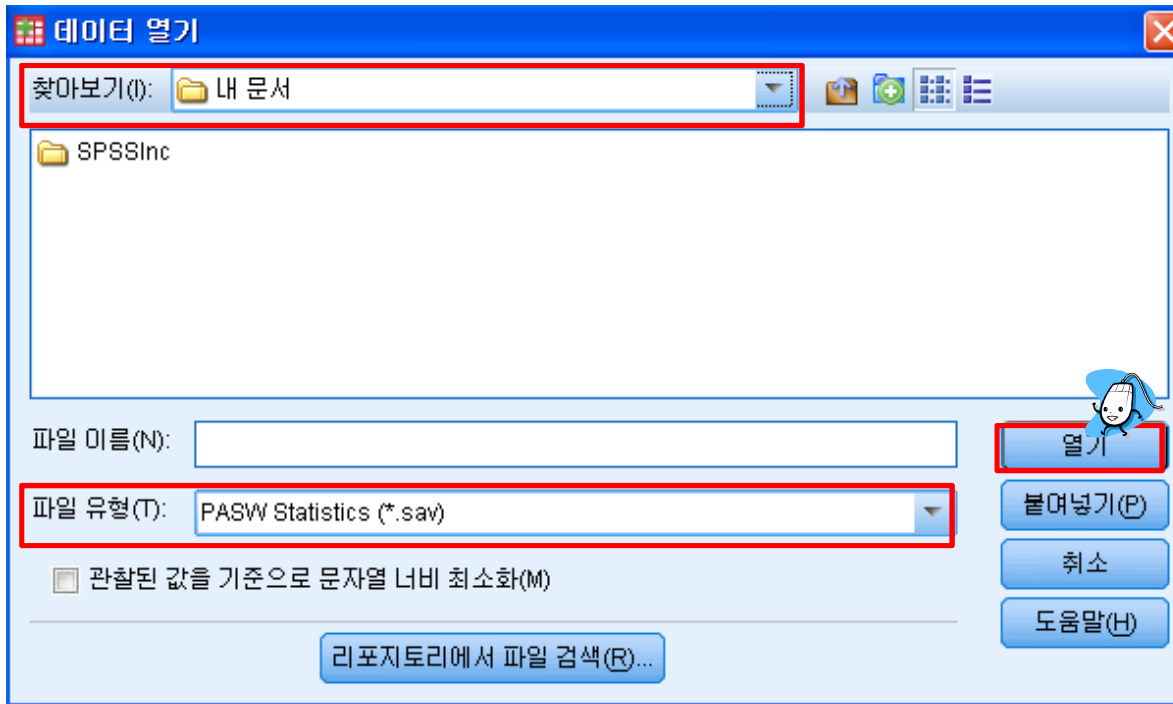 데이터 열기
찾아보기(I): 내 문서
SPSSInc
파일 이름(N):
열기
파일 유형(T): PASW Statistics (*.sav)
붙여넣기(P)
관찰된 값을 기준으로 문자열 너비 최소화(M)
취소
도움말(H)
리포지토리에서 파일 검색(R)...